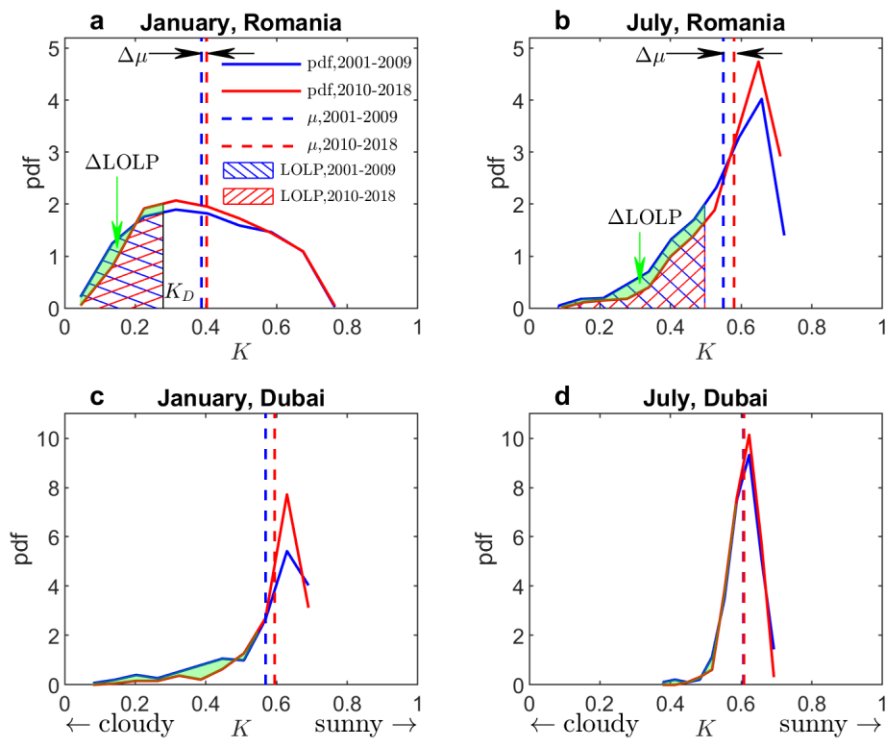 a January, Romania
b July, Romania
Δμ
pdf,2001-2009
pdf,2010-2018
μ,2001-2009
μ,2010-2018
LOLP,2001-2009
LOLP,2010-2018
ΔLOLP
K_D
pdf
5
4
3
2
1
0
0 0.2 0.4 0.6 0.8 1
K
Δμ
ΔLOLP
pdf
5
4
3
2
1
0
0 0.2 0.4 0.6 0.8 1
K
c January, Dubai
d July, Dubai
pdf
10
8
6
4
2
0
0 0.2 0.4 0.6 0.8 1
← cloudy K sunny →
pdf
10
8
6
4
2
0
0 0.2 0.4 0.6 0.8 1
← cloudy K sunny →